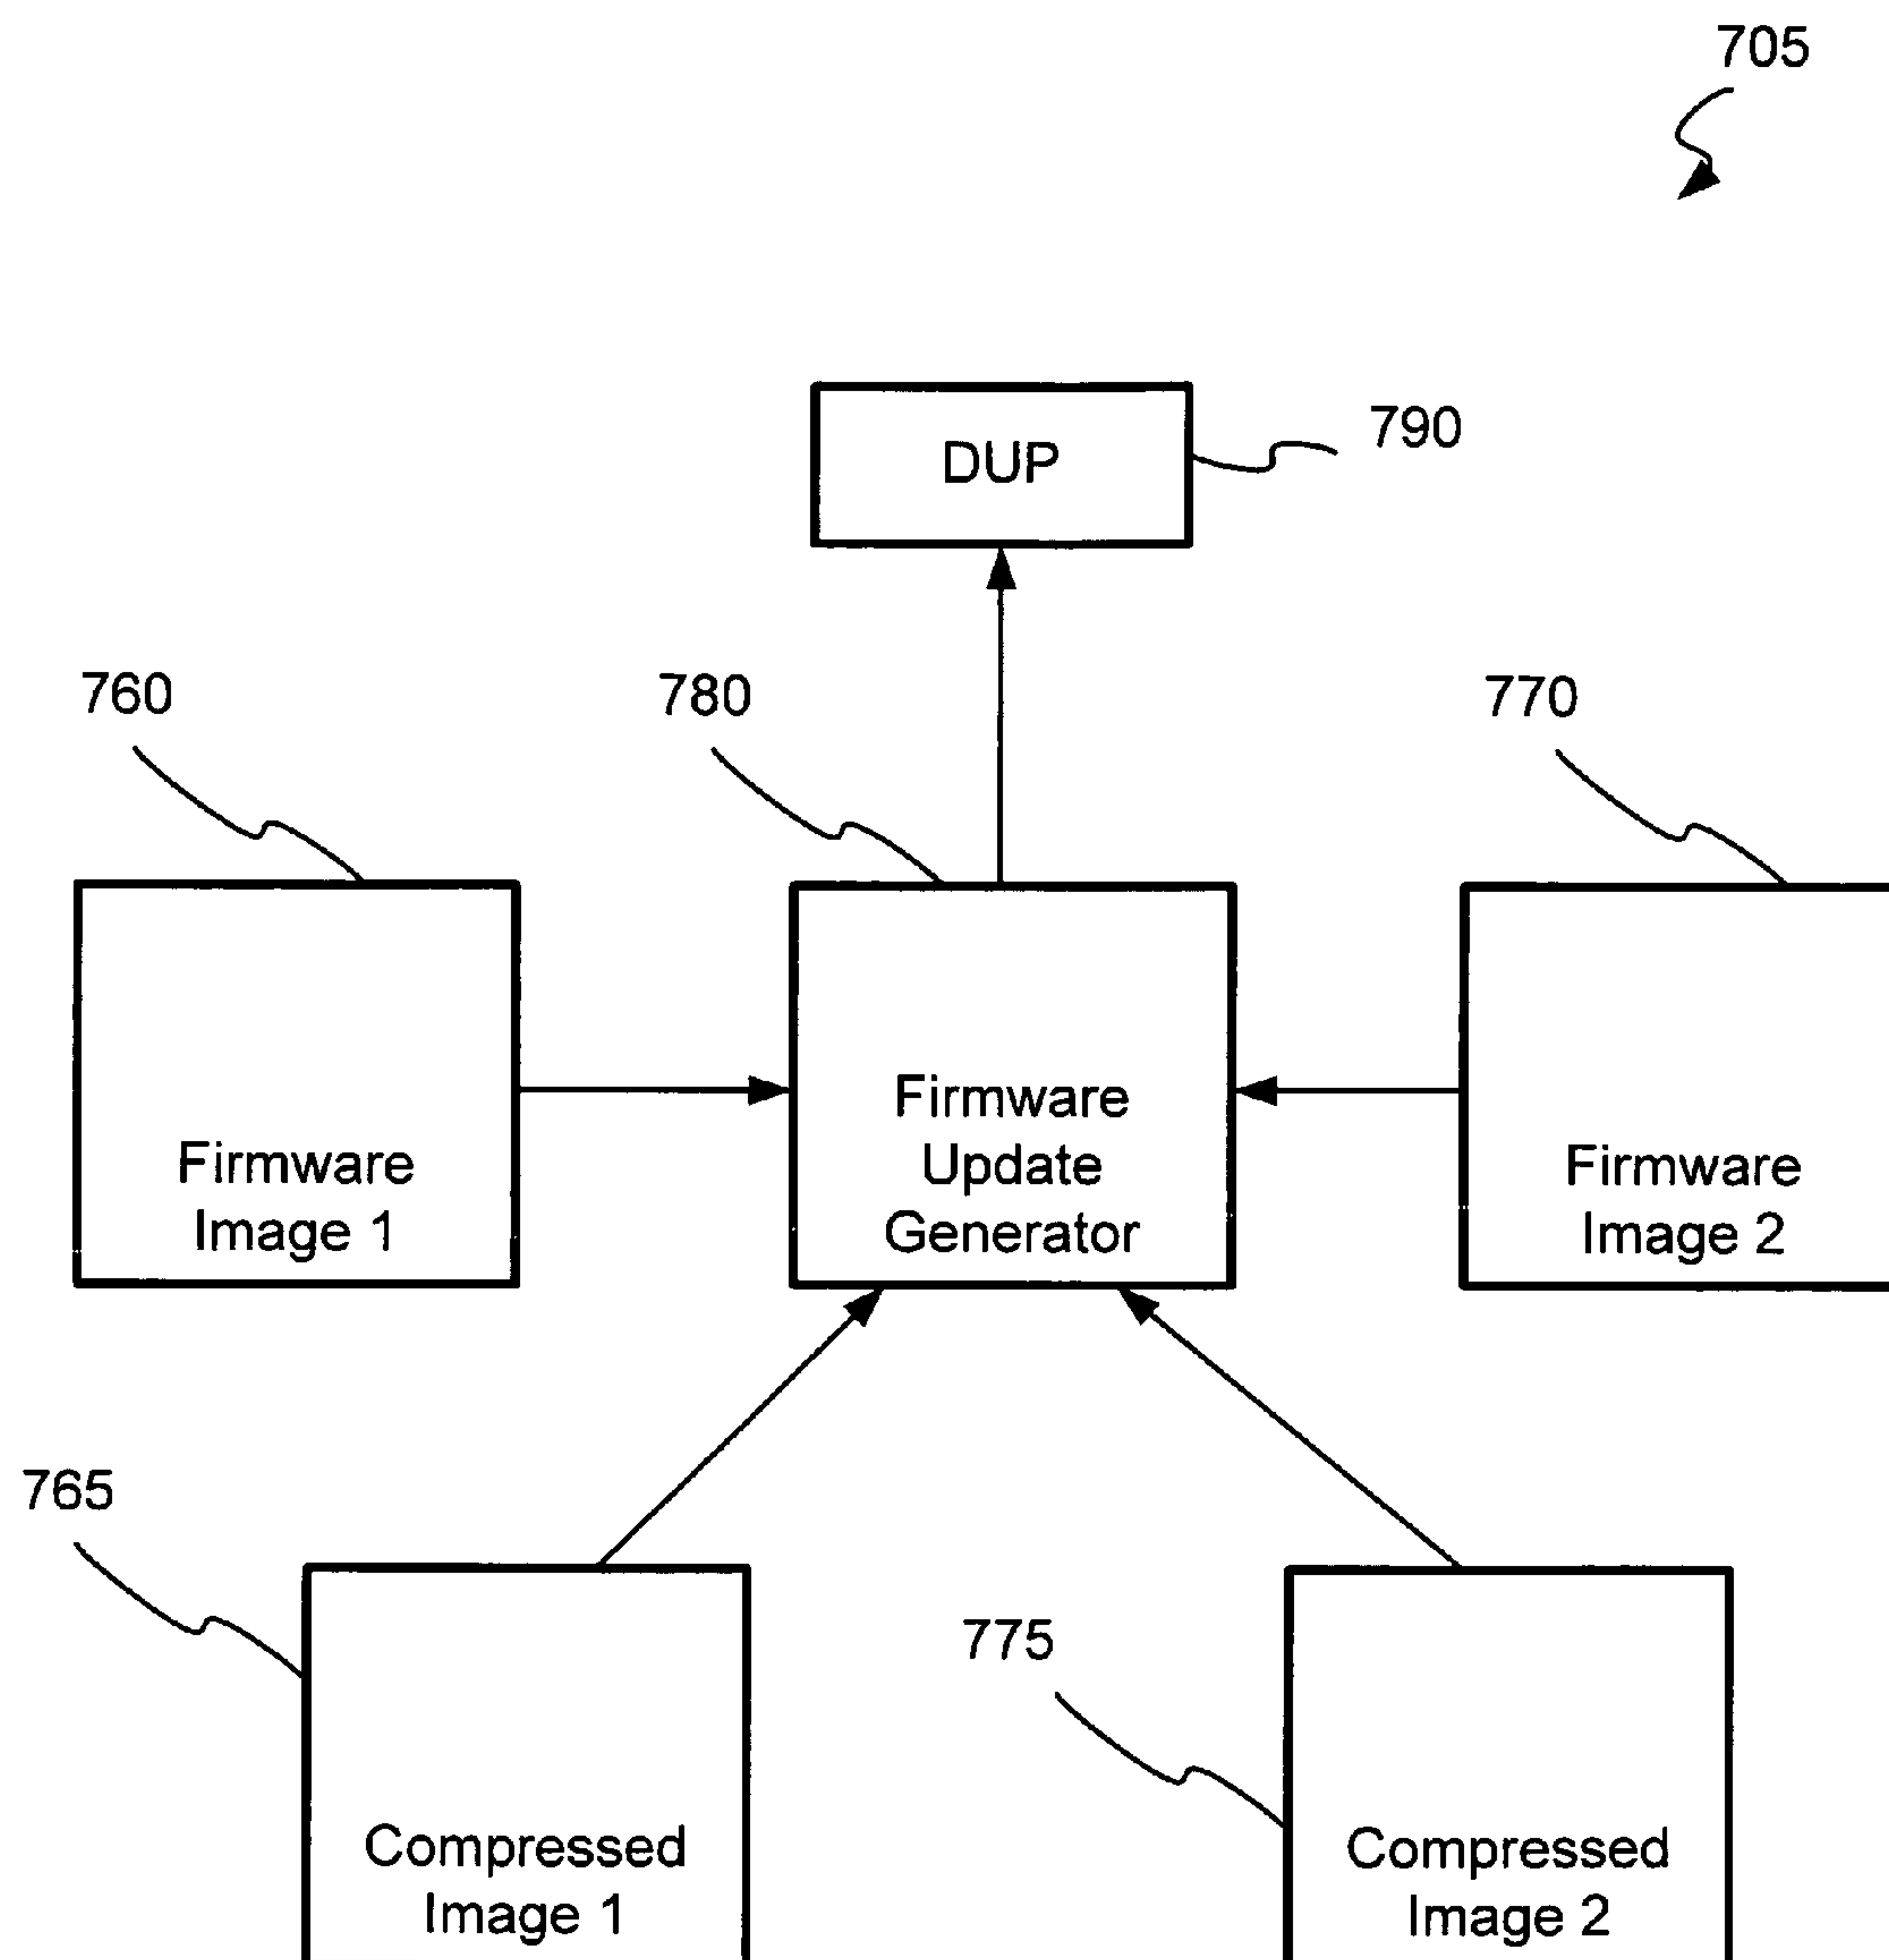 705
DUP
790
760
780
770
Firmware
Image 1
Firmware
Update
Generator
Firmware
Image 2
765
775
Compressed
Image 1
Compressed
Image 2